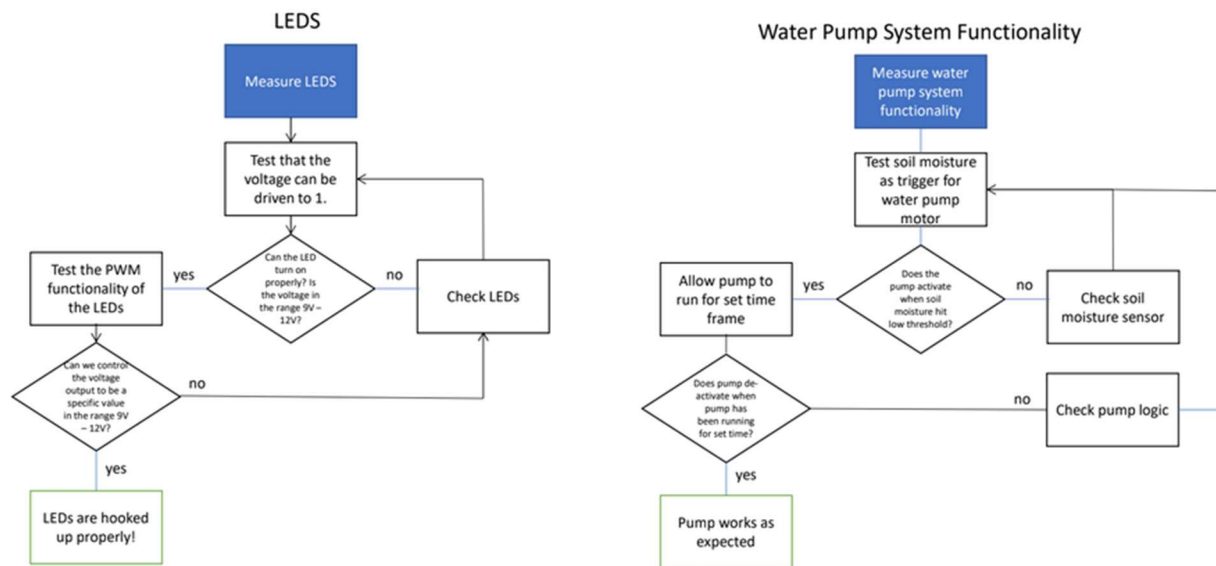 LEDS
Measure LEDS
Test that the
voltage can be
driven to 1.
Can the LED
turn on
properly? Is
the voltage in
the range 9V –
12V?
yes
no
Test the PWM
functionality
of the LEDs
Check LEDs
Can we control
the voltage
output to be a
specific value
in the range 9V
– 12V?
no
yes
LEDs are hooked
up properly!
Water Pump System Functionality
Measure water
pump system
functionality
Test soil moisture
as trigger for
water pump
motor
Does the
pump activate
when soil
moisture hit
low threshold?
yes
no
Allow pump to
run for set time
frame
Check soil
moisture sensor
Does pump de-
activate when
pump has
been running
for set time?
no
Check pump logic
yes
Pump works as
expected